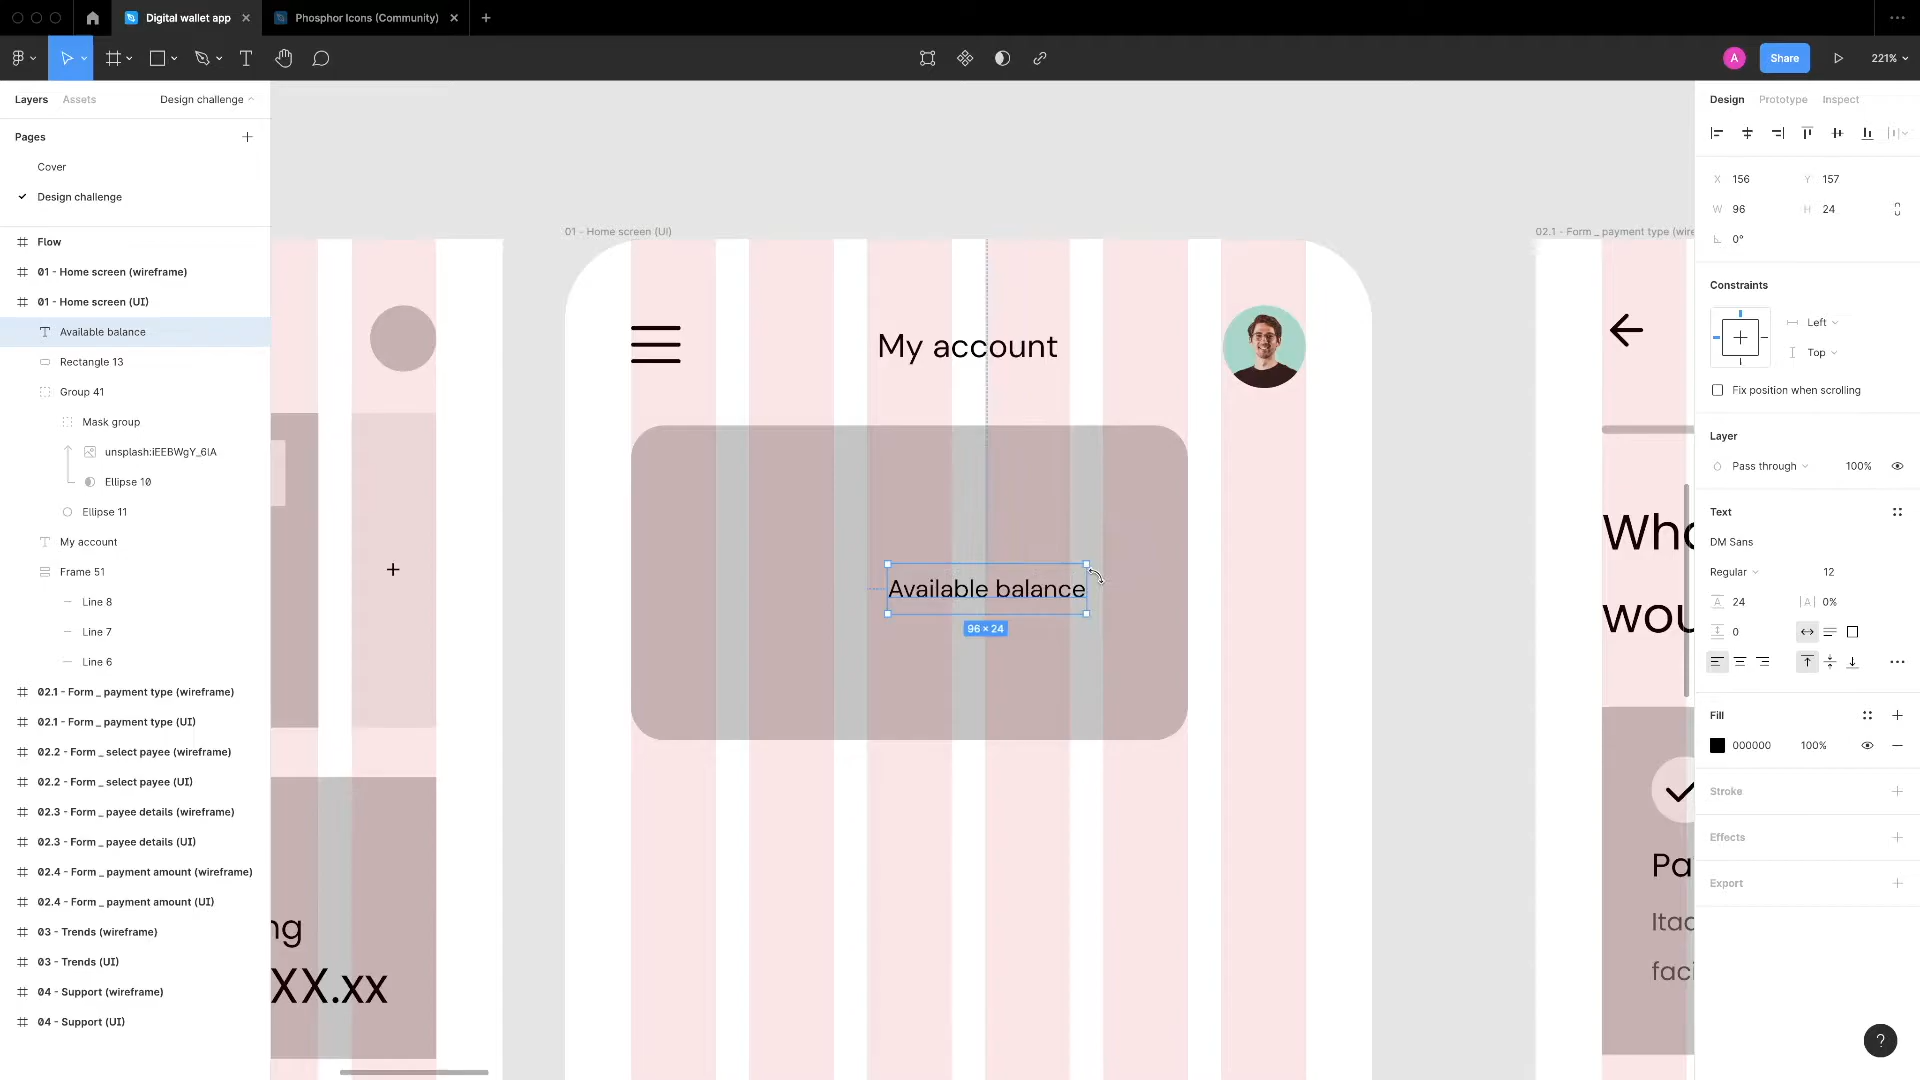 Digital wallet app
Phosphor Icons (Community)
A
Share
221%
Layers
Assets
Design challenge
Pages
Cover
Design challenge
Flow
01 - Home screen (wireframe)
01 - Home screen (UI)
Available balance
Rectangle 13
Group 41
Mask group
unsplash:iEEBWgY_6lA
Ellipse 10
Ellipse 11
My account
Frame 51
Line 8
Line 7
Line 6
02.1 - Form _ payment type (wireframe)
02.1 - Form _ payment type (UI)
02.2 - Form _ select payee (wireframe)
02.2 - Form _ select payee (UI)
02.3 - Form _ payee details (wireframe)
02.3 - Form _ payee details (UI)
02.4 - Form _ payment amount (wireframe)
02.4 - Form _ payment amount (UI)
03 - Trends (wireframe)
03 - Trends (UI)
04 - Support (wireframe)
04 - Support (UI)
ng
XX.xx
01 - Home screen (UI)
My account
Available balance
96 × 24
02.1 - Form _ payment type (wire
Who
wou
Pa
Itac
faci
Design
Prototype
Inspect
X 156
Y 157
W 96
H 24
0°
Constraints
Left
Top
Fix position when scrolling
Layer
Pass through
100%
Text
DM Sans
Regular
12
24
0%
0
Fill
000000
100%
Stroke
Effects
Export
?